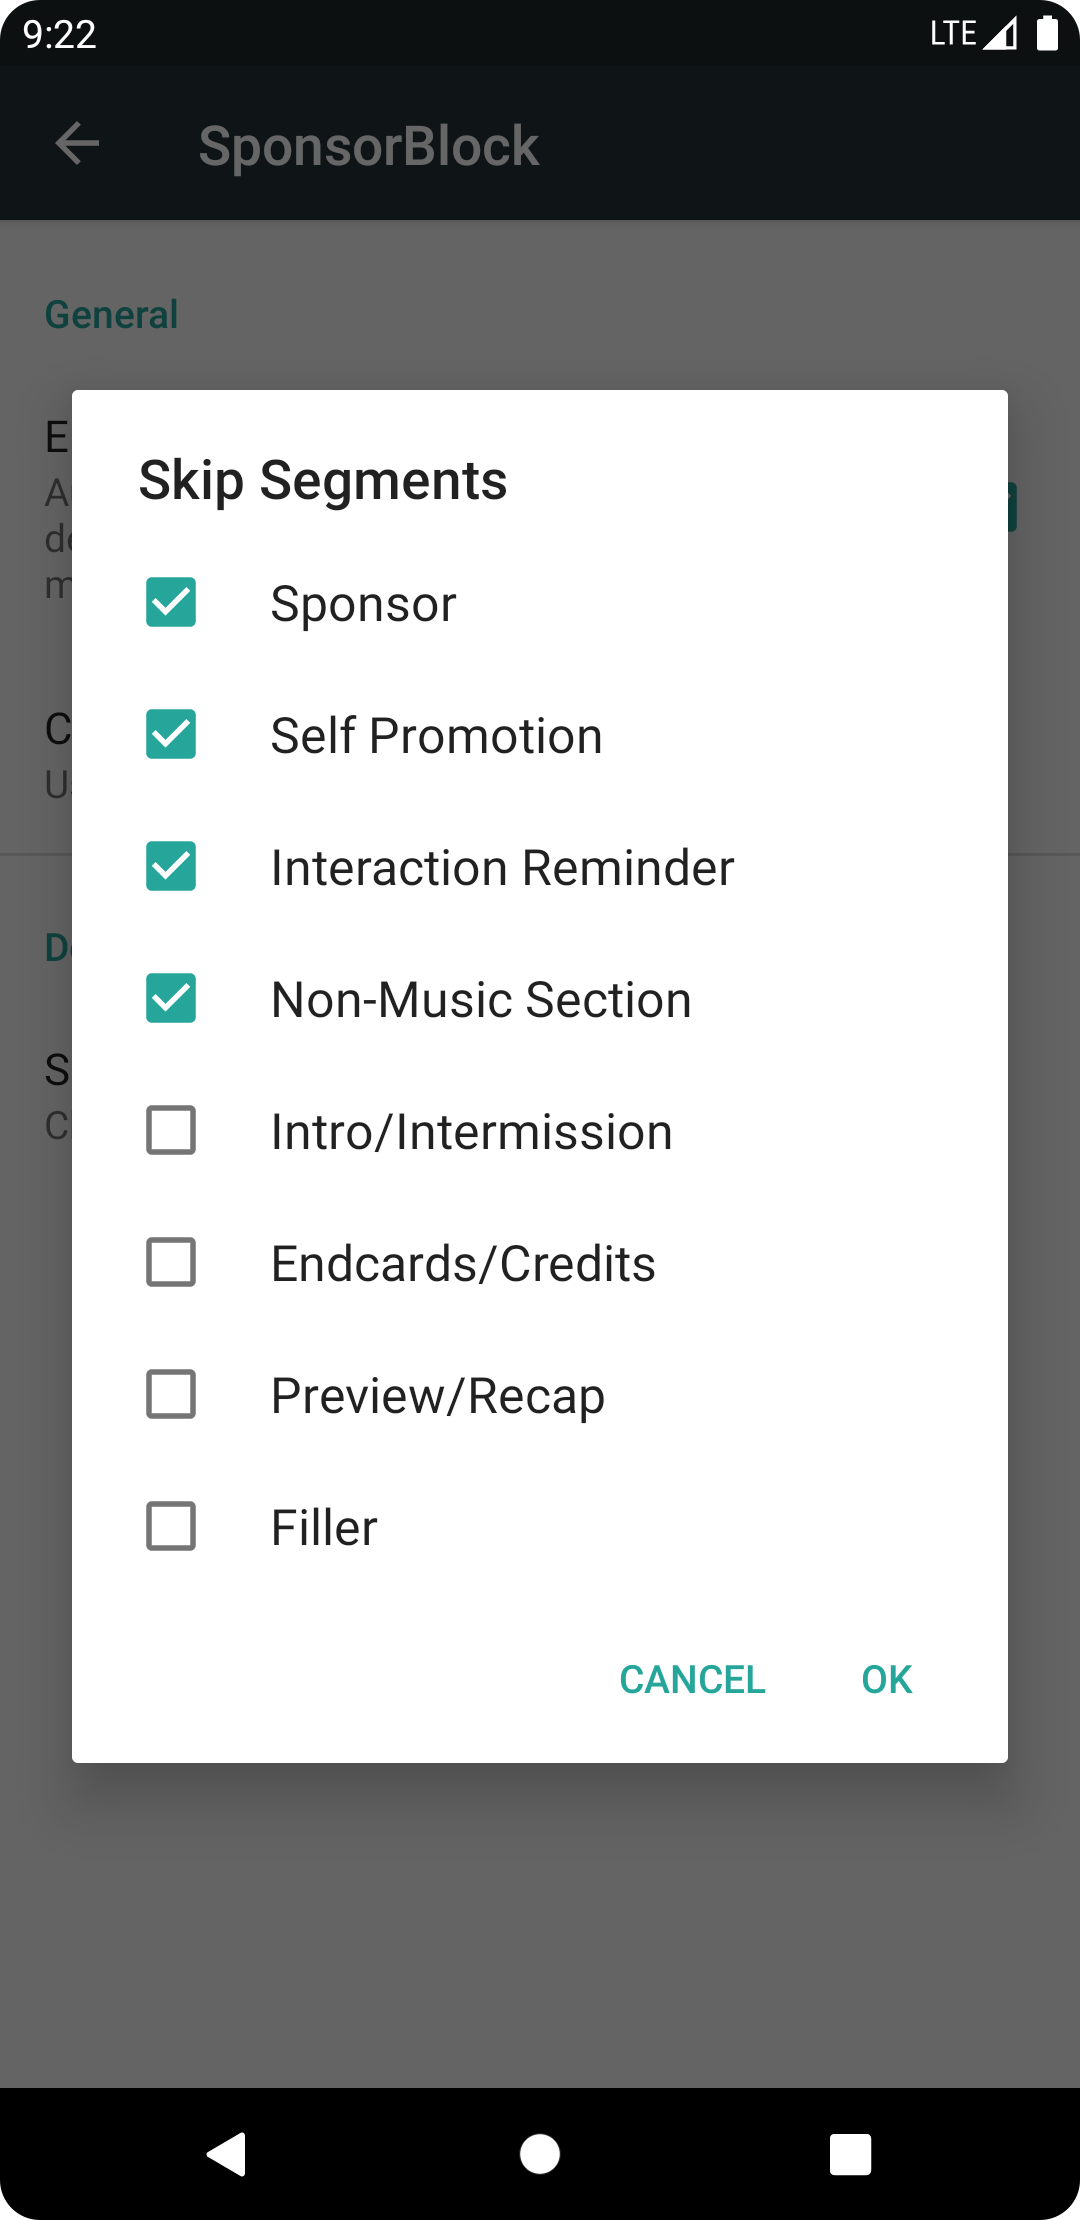 9:22 LTE
SponsorBlock
General
Skip Segments
Sponsor
Self Promotion
Interaction Reminder
Non-Music Section
Intro/Intermission
Endcards/Credits
Preview/Recap
Filler
CANCEL OK